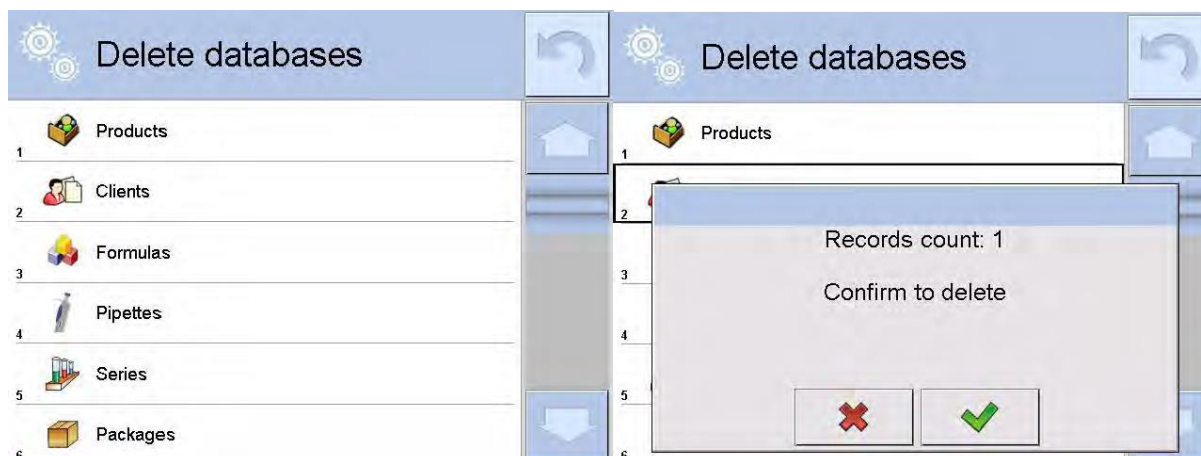 Delete databases
Products
1
Clients
2
Formulas
3
Pipettes
4
Series
5
Packages
6
Delete databases
Products
1
2
3
4
5
6
Records count: 1
Confirm to delete